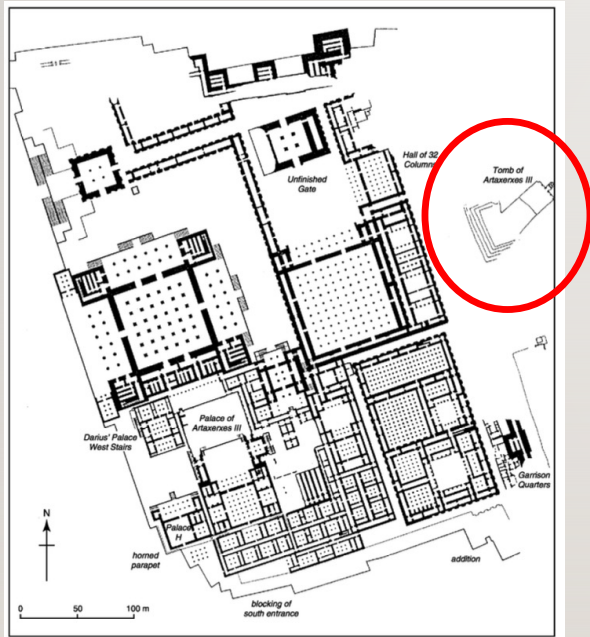 Hall of 32
Columns
Tomb of
Artaxerxes III
Unfinished
Gate
Palace of
Artaxerxes III
Darius' Palace
West Stairs
Garrison
Quarters
Palace
H
N
horned
parapet
addition
blocking of
south entrance
0 50 100 m